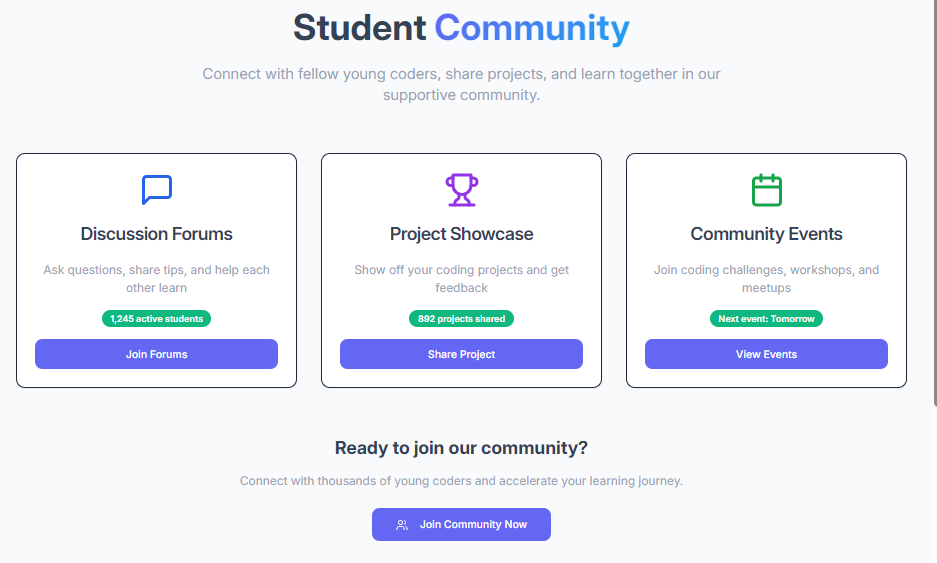 Student Community
Connect with fellow young coders, share projects, and learn together in our
supportive community.
Discussion Forums
Ask questions, share tips, and help each
other learn
1,245 active students
Join Forums
Project Showcase
Show off your coding projects and get
feedback
892 projects shared
Share Project
Community Events
Join coding challenges, workshops, and
meetups
Next event: Tomorrow
View Events
Ready to join our community?
Connect with thousands of young coders and accelerate your learning journey.
Join Community Now